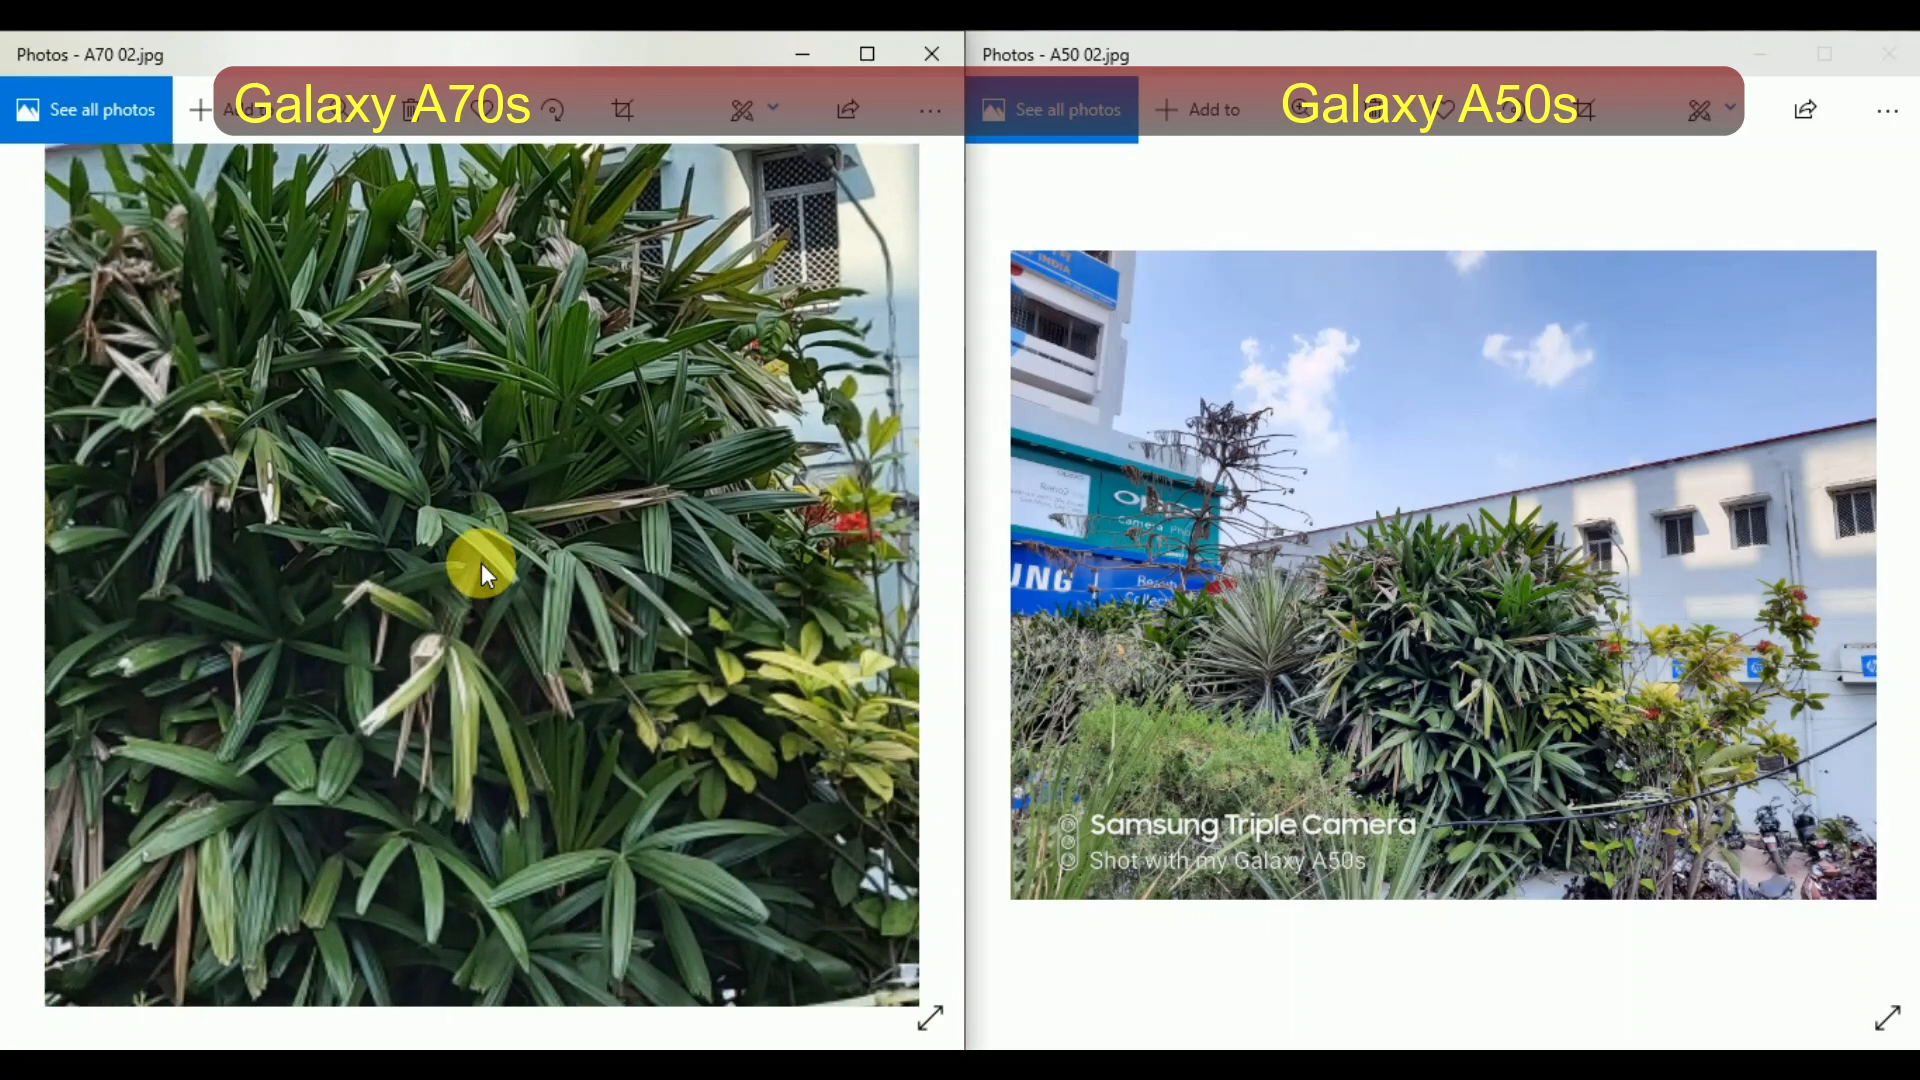 Photos - A70 02.jpg
Photos - A50 02.jpg
Galaxy A70s
Galaxy A50s
See all photos
See all photos
Add to
INDIA
Camera Ph
UNG
Samsung Triple Camera
Shot with my Galaxy A50s